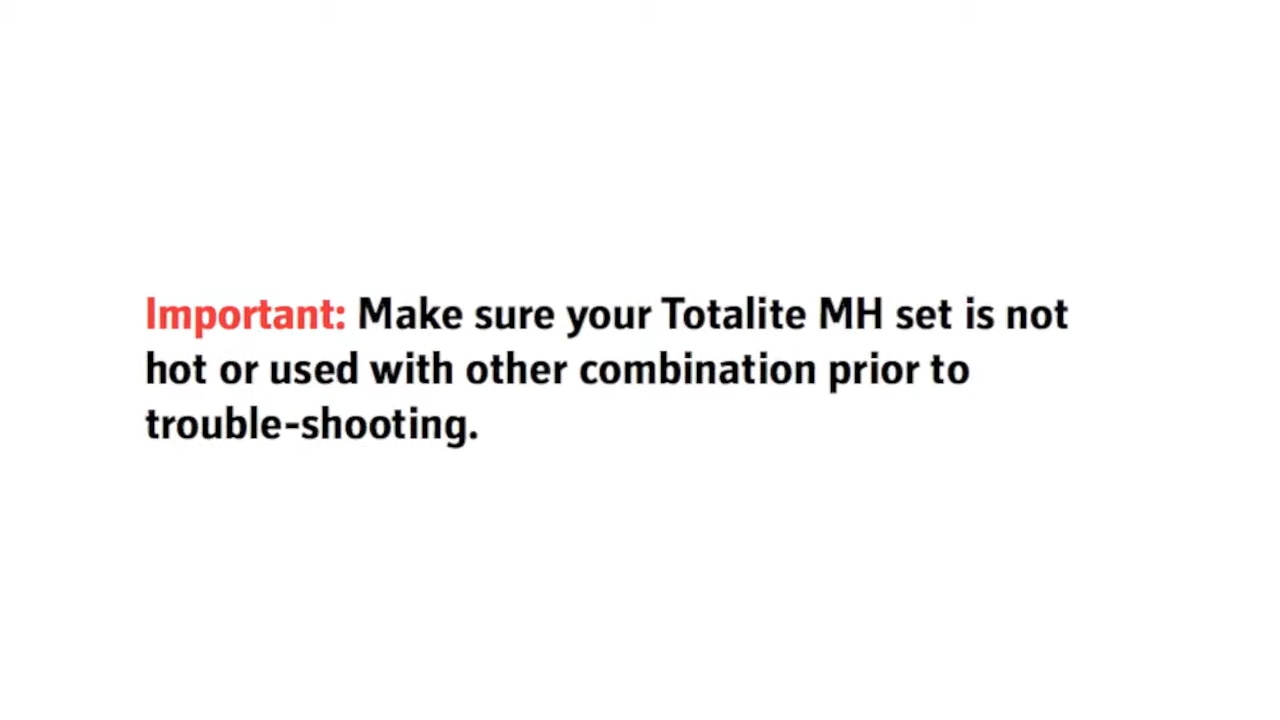 Important: Make sure your Totalite MH set is not
hot or used with other combination prior to
trouble-shooting.